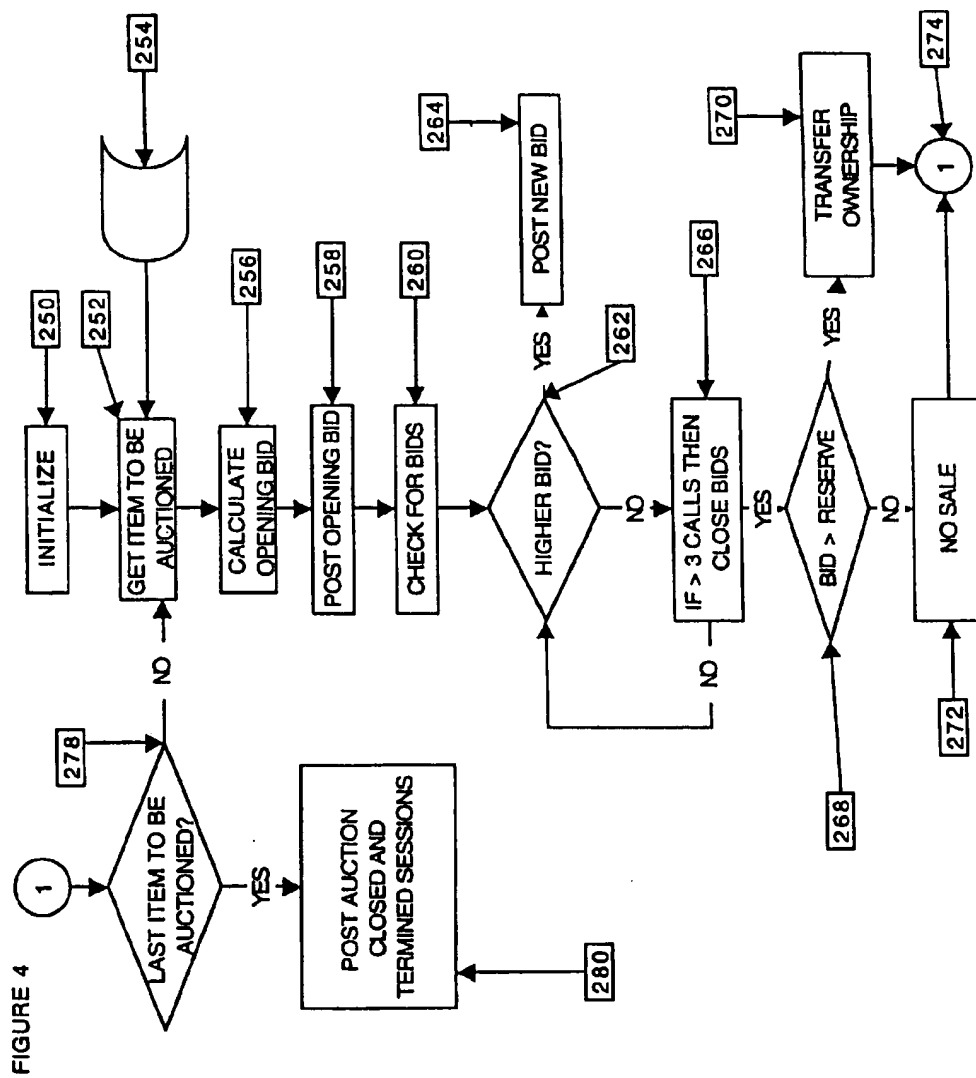 FIGURE 4
1
LAST ITEM TO BE
AUCTIONED?
278
NO
YES
POST AUCTION
CLOSED AND
TERMINED SESSIONS
280
INITIALIZE
250
252
GET ITEM TO BE
AUCTIONED
254
CALCULATE
OPENING BID
256
POST OPENING BID
258
CHECK FOR BIDS
260
HIGHER BID?
262
YES
POST NEW BID
264
NO
IF > 3 CALLS THEN
CLOSE BIDS
266
NO
YES
BID > RESERVE
268
YES
TRANSFER
OWNERSHIP
270
NO
NO SALE
272
1
274